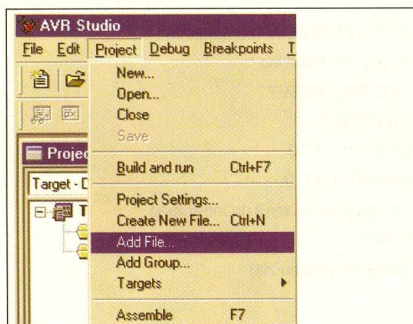 AVR Studio
File Edit Project Debug Breakpoints T
New...
Open...
Close
Save
Projec
Build and run Ctrl+F7
Target - D
Project Settings...
T
Create New File... Ctrl+N
Add File...
Add Group...
Targets
Assemble F7